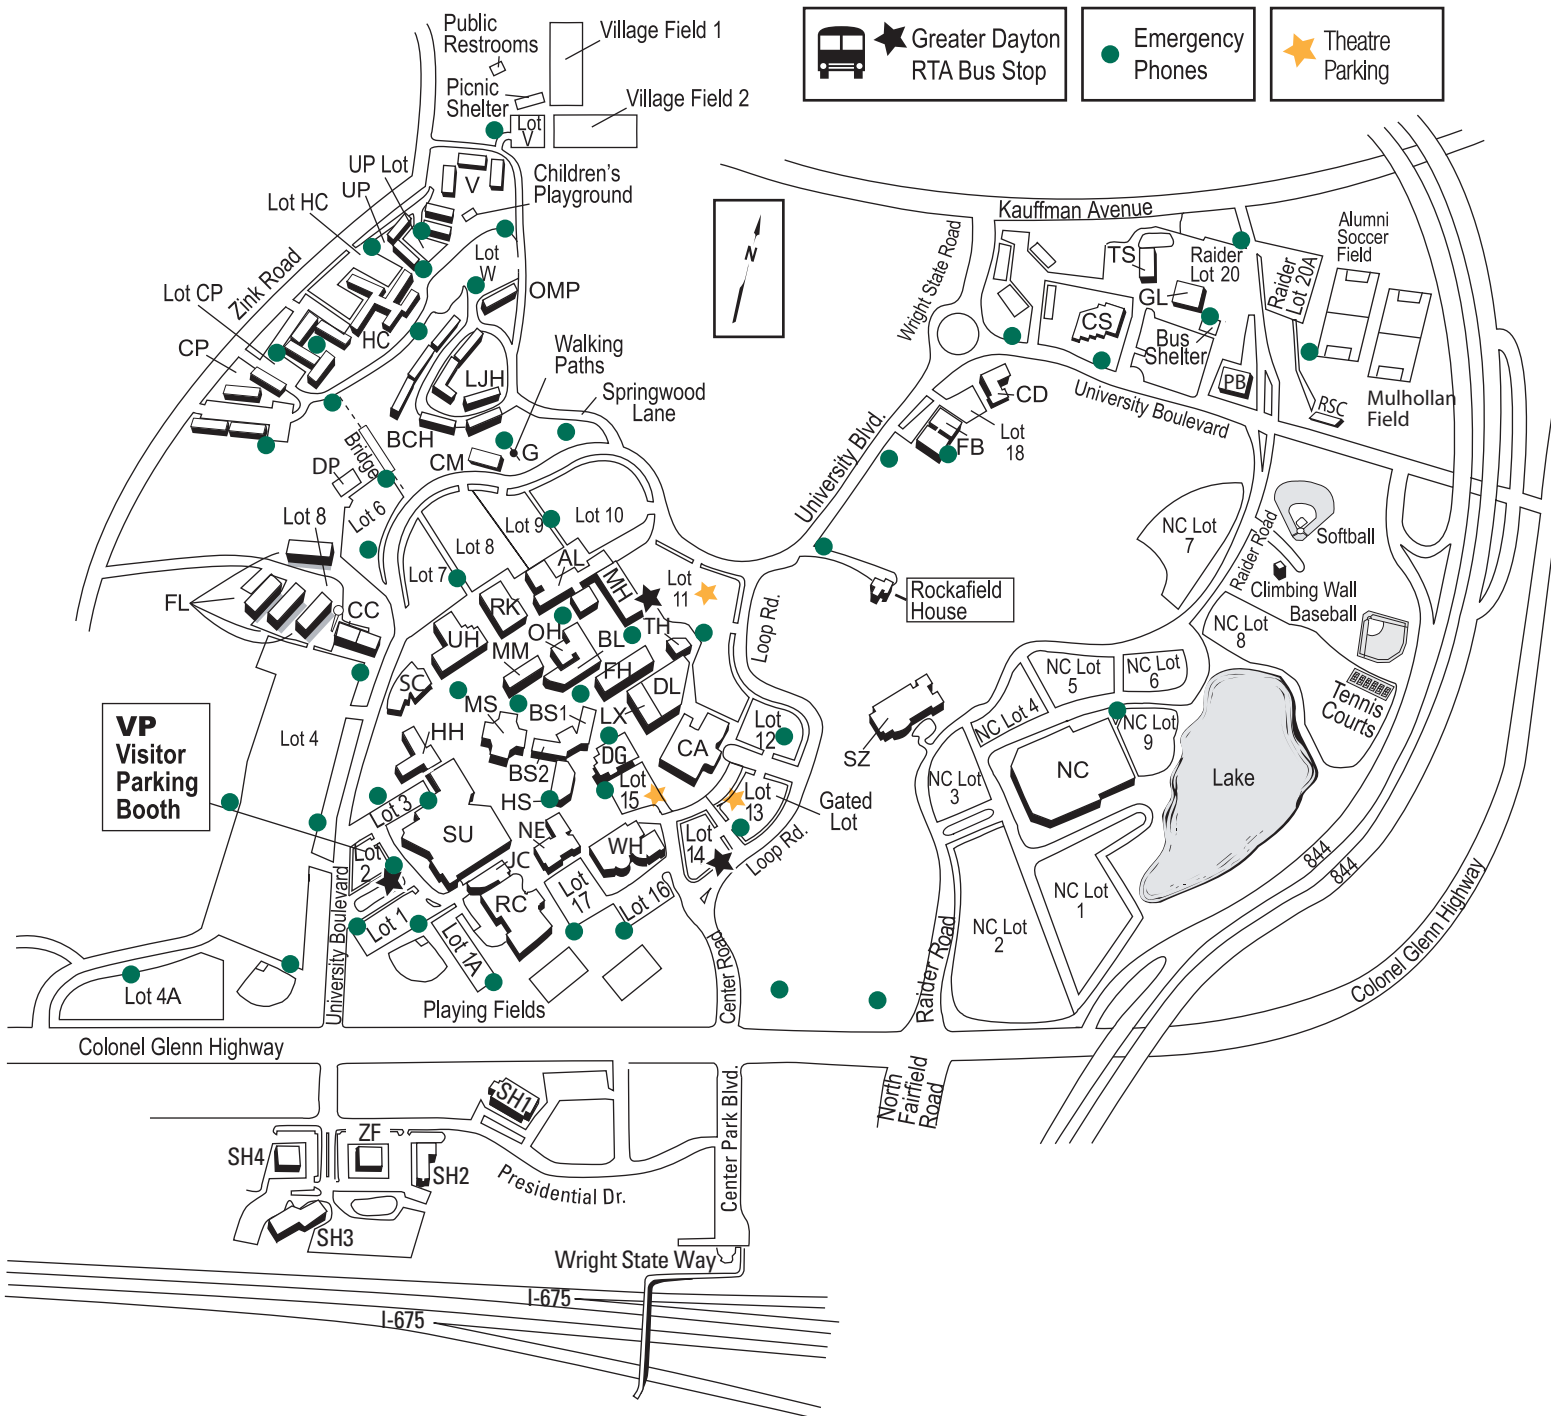 Public
Restrooms
Village Field 1
Greater Dayton
RTA Bus Stop
Emergency
Phones
Theatre
Parking
Picnic
Shelter
Village Field 2
Lot
V
UP Lot
UP
V
Children's
Playground
Lot HC
Zink Road
Lot
W
OMP
Lot CP
HC
CP
LJH
Walking
Paths
Springwood
Lane
BCH
CM
G
Bridge
DP
Lot 6
N
Kauffman Avenue
Wright State Road
TS
Raider
Lot 20
GL
CS
Bus
Shelter
PB
Raider
Lot 20A
Alumni
Soccer
Field
RSC
Mulhollan
Field
University Boulevard
CD
Lot
18
FB
University Blvd.
NC Lot
7
Raider Road
Softball
Climbing Wall
Baseball
Lot 8
FL
CC
Lot 7
Lot 8
Lot 9
Lot 10
AL
MH
Lot
11
RK
UH
OH
BL
TH
MM
FH
SC
MS
BS1
LX
DL
HH
BS2
DG
CA
Lot
12
Loop Rd.
Rockafield
House
NC Lot
8
NC Lot
5
NC Lot
6
NC Lot 4
NC Lot
9
Tennis
Courts
SZ
NC
NC Lot
3
Lake
VP
Visitor
Parking
Booth
Lot 4
Lot 3
HS
Lot
15
Lot
13
Gated
Lot
SU
NE
WH
Lot
14
Loop Rd.
Lot
2
JC
RC
Lot
17
Lot 16
Lot 1
Lot 1A
NC Lot
1
NC Lot
2
844
844
University Boulevard
Lot 4A
Playing Fields
Center Road
Raider Road
Colonel Glenn Highway
Colonel Glenn Highway
North
Fairfield
Road
SH1
ZF
SH4
SH2
SH3
Presidential Dr.
Center Park Blvd.
Wright State Way
I-675
I-675